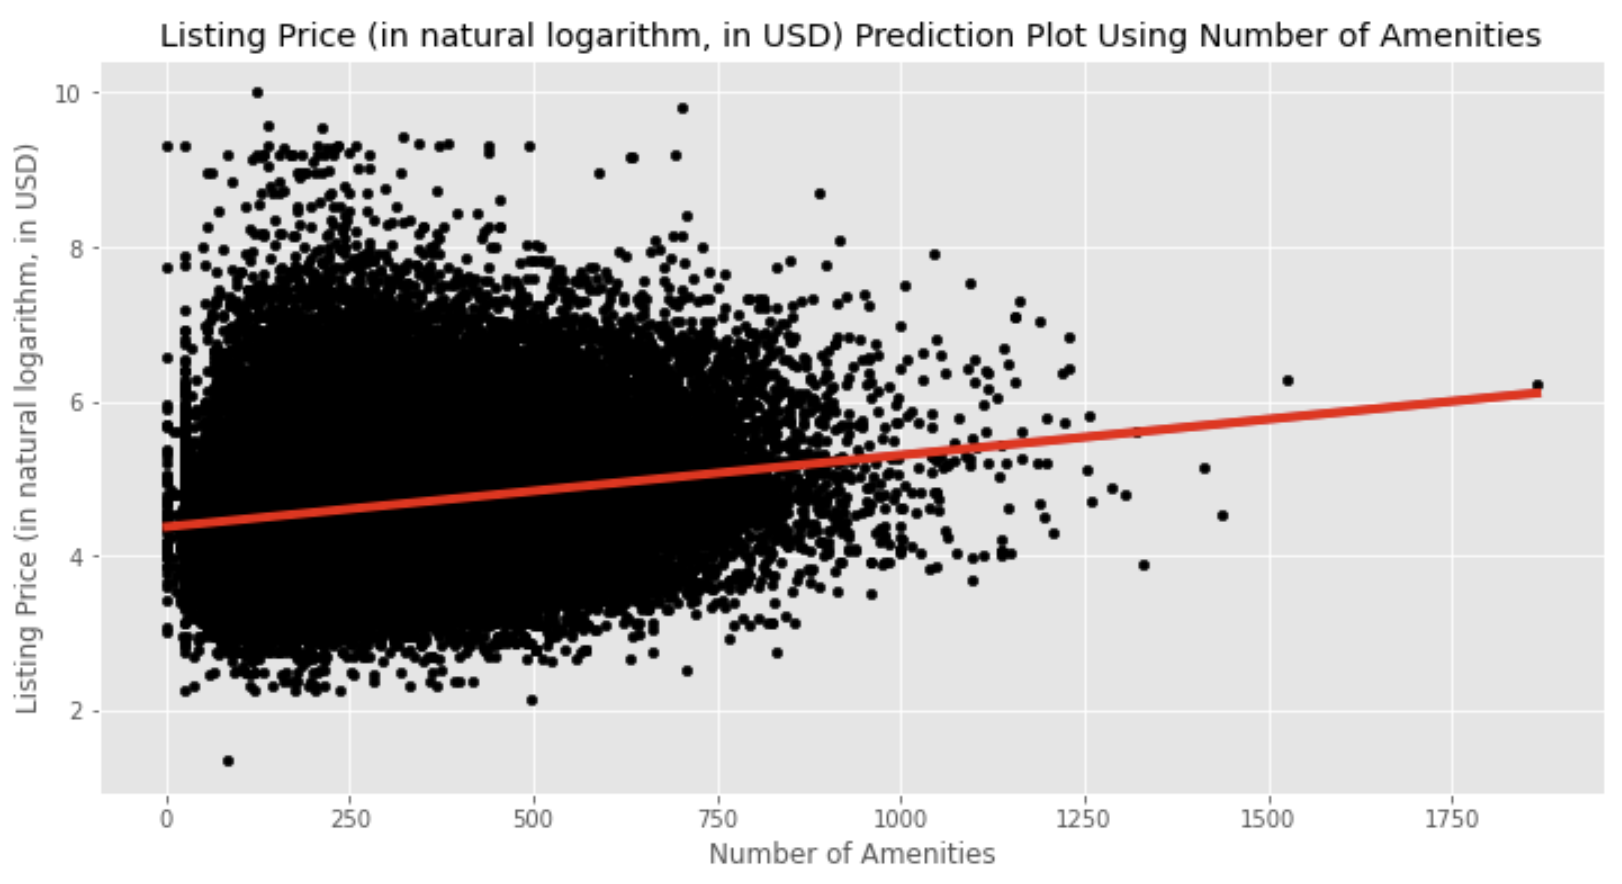 Listing Price (in natural logarithm, in USD) Prediction Plot Using Number of Amenities
Listing Price (in natural logarithm, in USD)
10
8
6
4
2
0 250 500 750 1000 1250 1500 1750
Number of Amenities